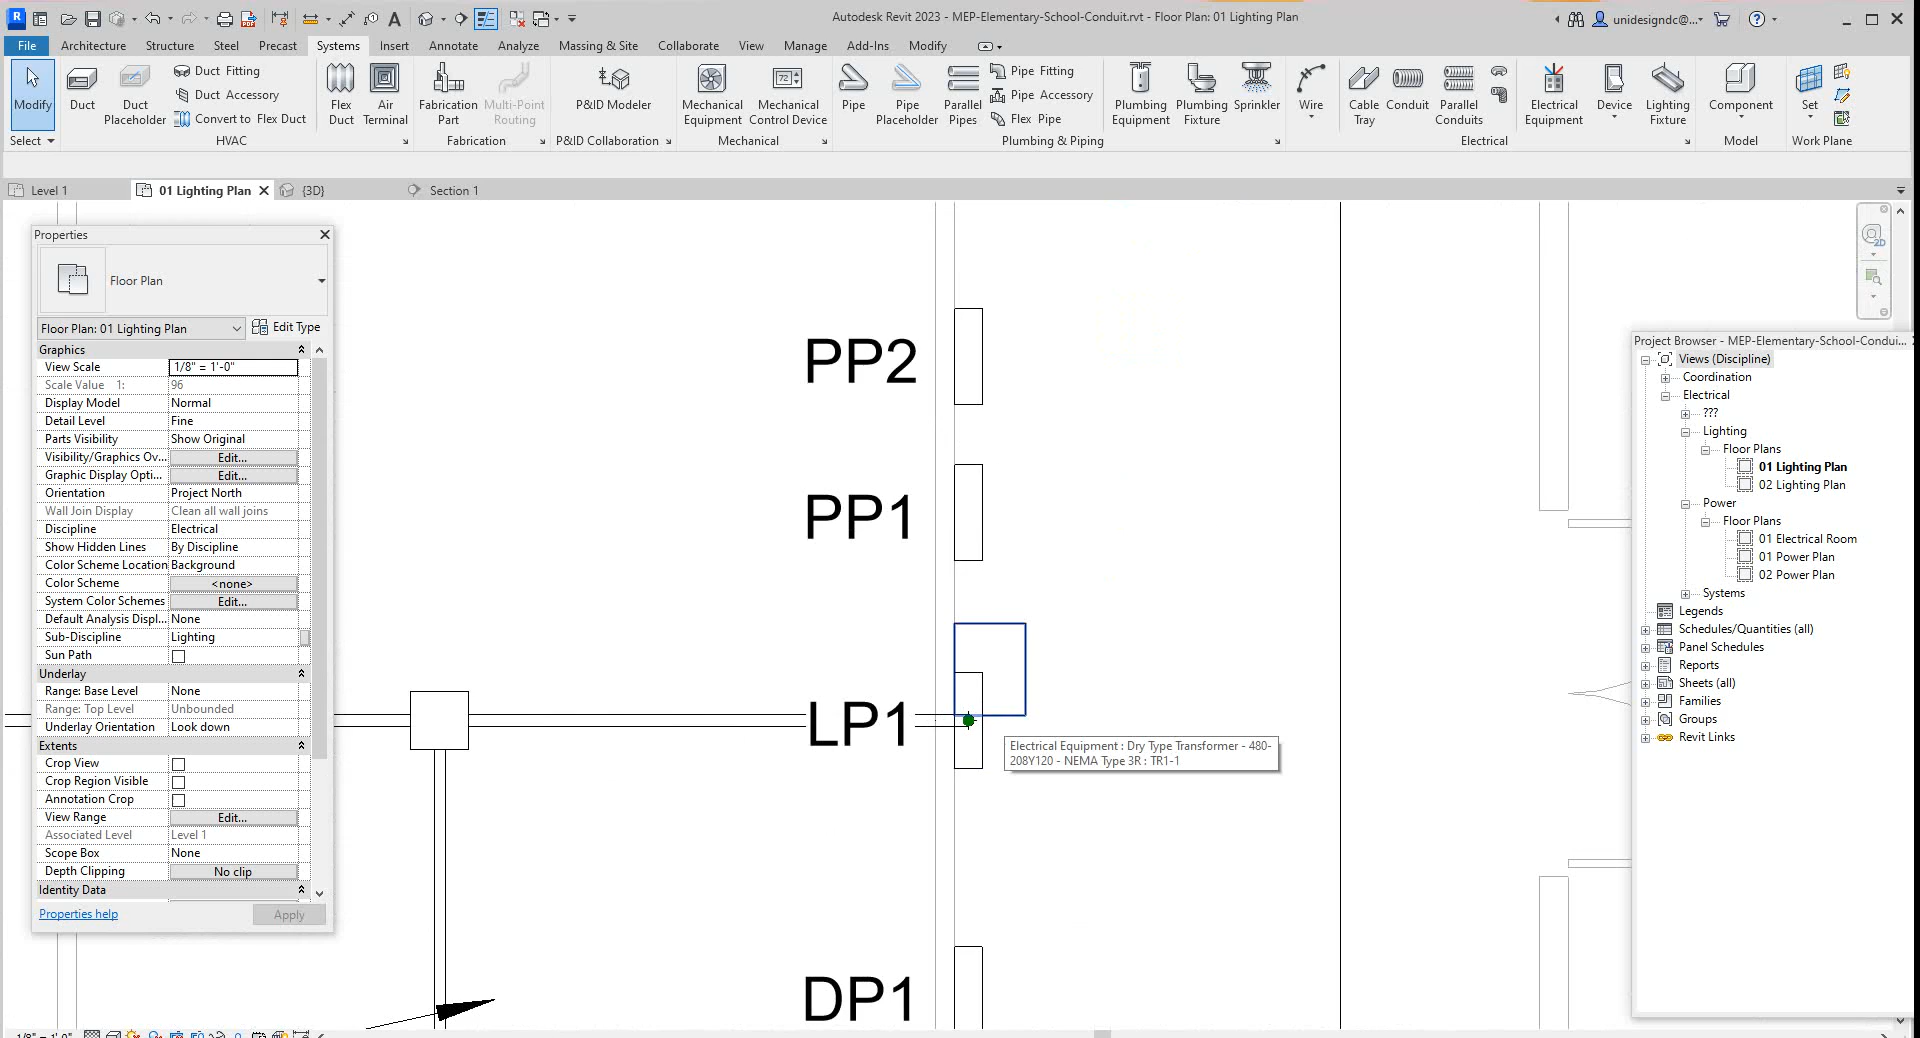 Autodesk Revit 2023 - MEP-Elementary-School-Conduit.rvt - Floor Plan: 01 Lighting Plan
unidesigndc@...
File Architecture Structure Steel Precast Systems Insert Annotate Analyze Massing & Site Collaborate View Manage Add-Ins Modify
Modify
Select
Duct
Duct Placeholder
Duct Fitting
Duct Accessory
Convert to Flex Duct
Flex Duct
Air Terminal
HVAC
Fabrication Part
Multi-Point Routing
Fabrication
P&ID Modeler
P&ID Collaboration
Mechanical Equipment
72
Mechanical Control Device
Mechanical
Pipe
Pipe Placeholder
Parallel Pipes
Pipe Fitting
Pipe Accessory
Flex Pipe
Plumbing Equipment
Plumbing Fixture
Sprinkler
Plumbing & Piping
Wire
Cable Tray
Conduit
Parallel Conduits
Electrical Equipment
Device
Lighting Fixture
Electrical
Component
Model
Set
Work Plane
Level 1
01 Lighting Plan
{3D}
Section 1
2D
Properties
Floor Plan
Floor Plan: 01 Lighting Plan
Edit Type
Graphics
View Scale 1/8" = 1'-0"
Scale Value 1: 96
Display Model Normal
Detail Level Fine
Parts Visibility Show Original
Visibility/Graphics Ov... Edit...
Graphic Display Opti... Edit...
Orientation Project North
Wall Join Display Clean all wall joins
Discipline Electrical
Show Hidden Lines By Discipline
Color Scheme Location Background
Color Scheme <none>
System Color Schemes Edit...
Default Analysis Displ... None
Sub-Discipline Lighting
Sun Path
Underlay
Range: Base Level None
Range: Top Level Unbounded
Underlay Orientation Look down
Extents
Crop View
Crop Region Visible
Annotation Crop
View Range Edit...
Associated Level Level 1
Scope Box None
Depth Clipping No clip
Identity Data
Properties help
Apply
PP2
PP1
LP1
DP1
Electrical Equipment : Dry Type Transformer - 480-
208Y120 - NEMA Type 3R : TR1-1
Project Browser - MEP-Elementary-School-Condui...
Views (Discipline)
Coordination
Electrical
???
Lighting
Floor Plans
01 Lighting Plan
02 Lighting Plan
Power
Floor Plans
01 Electrical Room
01 Power Plan
02 Power Plan
Systems
Legends
Schedules/Quantities (all)
Panel Schedules
Reports
Sheets (all)
Families
Groups
Revit Links
1/8" = 1'-0"